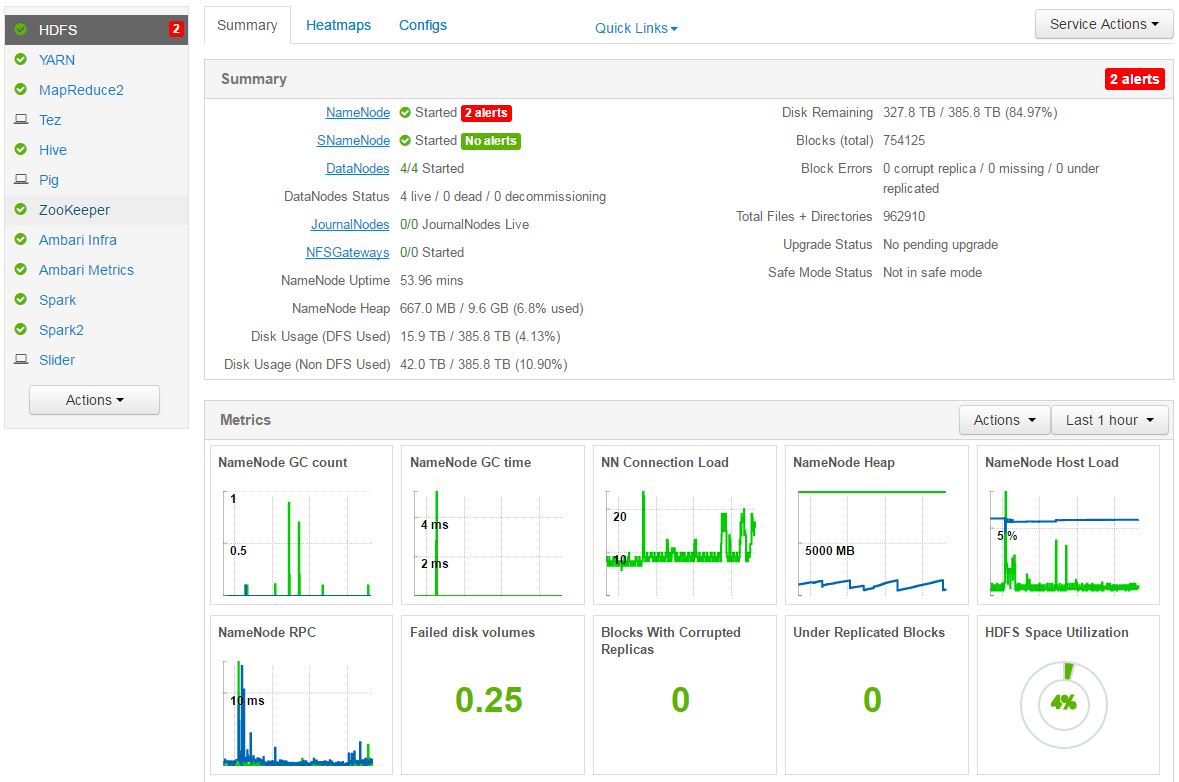 HDFS 2
YARN
MapReduce2
Tez
Hive
Pig
ZooKeeper
Ambari Infra
Ambari Metrics
Spark
Spark2
Slider
Actions
Summary Heatmaps Configs Quick Links Service Actions
Summary 2 alerts
NameNode Started 2 alerts
SNameNode Started No alerts
DataNodes 4/4 Started
DataNodes Status 4 live / 0 dead / 0 decommissioning
JournalNodes 0/0 JournalNodes Live
NFSGateways 0/0 Started
NameNode Uptime 53.96 mins
NameNode Heap 667.0 MB / 9.6 GB (6.8% used)
Disk Usage (DFS Used) 15.9 TB / 385.8 TB (4.13%)
Disk Usage (Non DFS Used) 42.0 TB / 385.8 TB (10.90%)
Disk Remaining 327.8 TB / 385.8 TB (84.97%)
Blocks (total) 754125
Block Errors 0 corrupt replica / 0 missing / 0 under
replicated
Total Files + Directories 962910
Upgrade Status No pending upgrade
Safe Mode Status Not in safe mode
Metrics Actions Last 1 hour
NameNode GC count
1
0.5
NameNode GC time
4 ms
2 ms
NN Connection Load
20
10
NameNode Heap
5000 MB
NameNode Host Load
5 %
NameNode RPC
10 ms
Failed disk volumes
0.25
Blocks With Corrupted
Replicas
0
Under Replicated Blocks
0
HDFS Space Utilization
4%